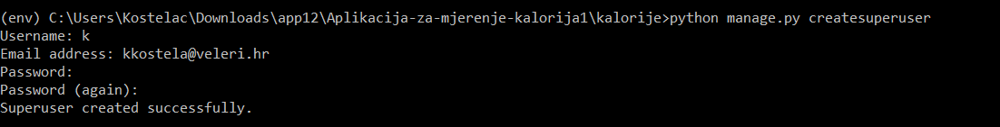 (env) C:\Users\Kostelac\Downloads\app12\Aplikacija-za-mjerenje-kalorija1\kalorije>python manage.py createsuperuser
Username: k
Email address: kkostela@veleri.hr
Password:
Password (again):
Superuser created successfully.